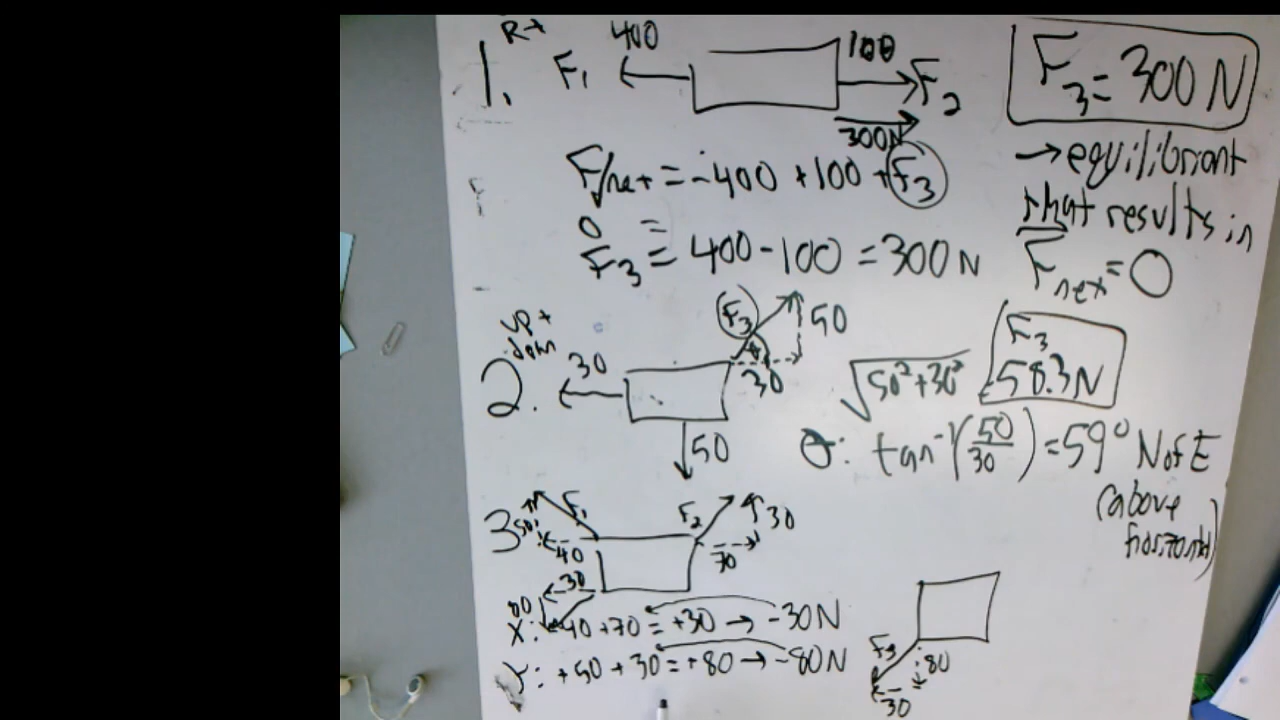 1. R+ F₁ 400 100 F₂
300N
F₃ = 300 N
F/net = -400 + 100 + F₃
0 =
F₃ = 400 - 100 = 300 N
→ equilibriant
that results in
Fnet = 0
2. up +
down
30
50
F₃ 50
30
√50² + 30²
F₃
58.3N
θ: tan⁻¹(50/30) = 59° N of E
(above
horizontal)
3. F₁ 50 40
F₂ 30 70
30
80
X: -40 + 70 = +30 → -30N
Y: +50 + 30 = +80 → -80N
F₃ 80
30